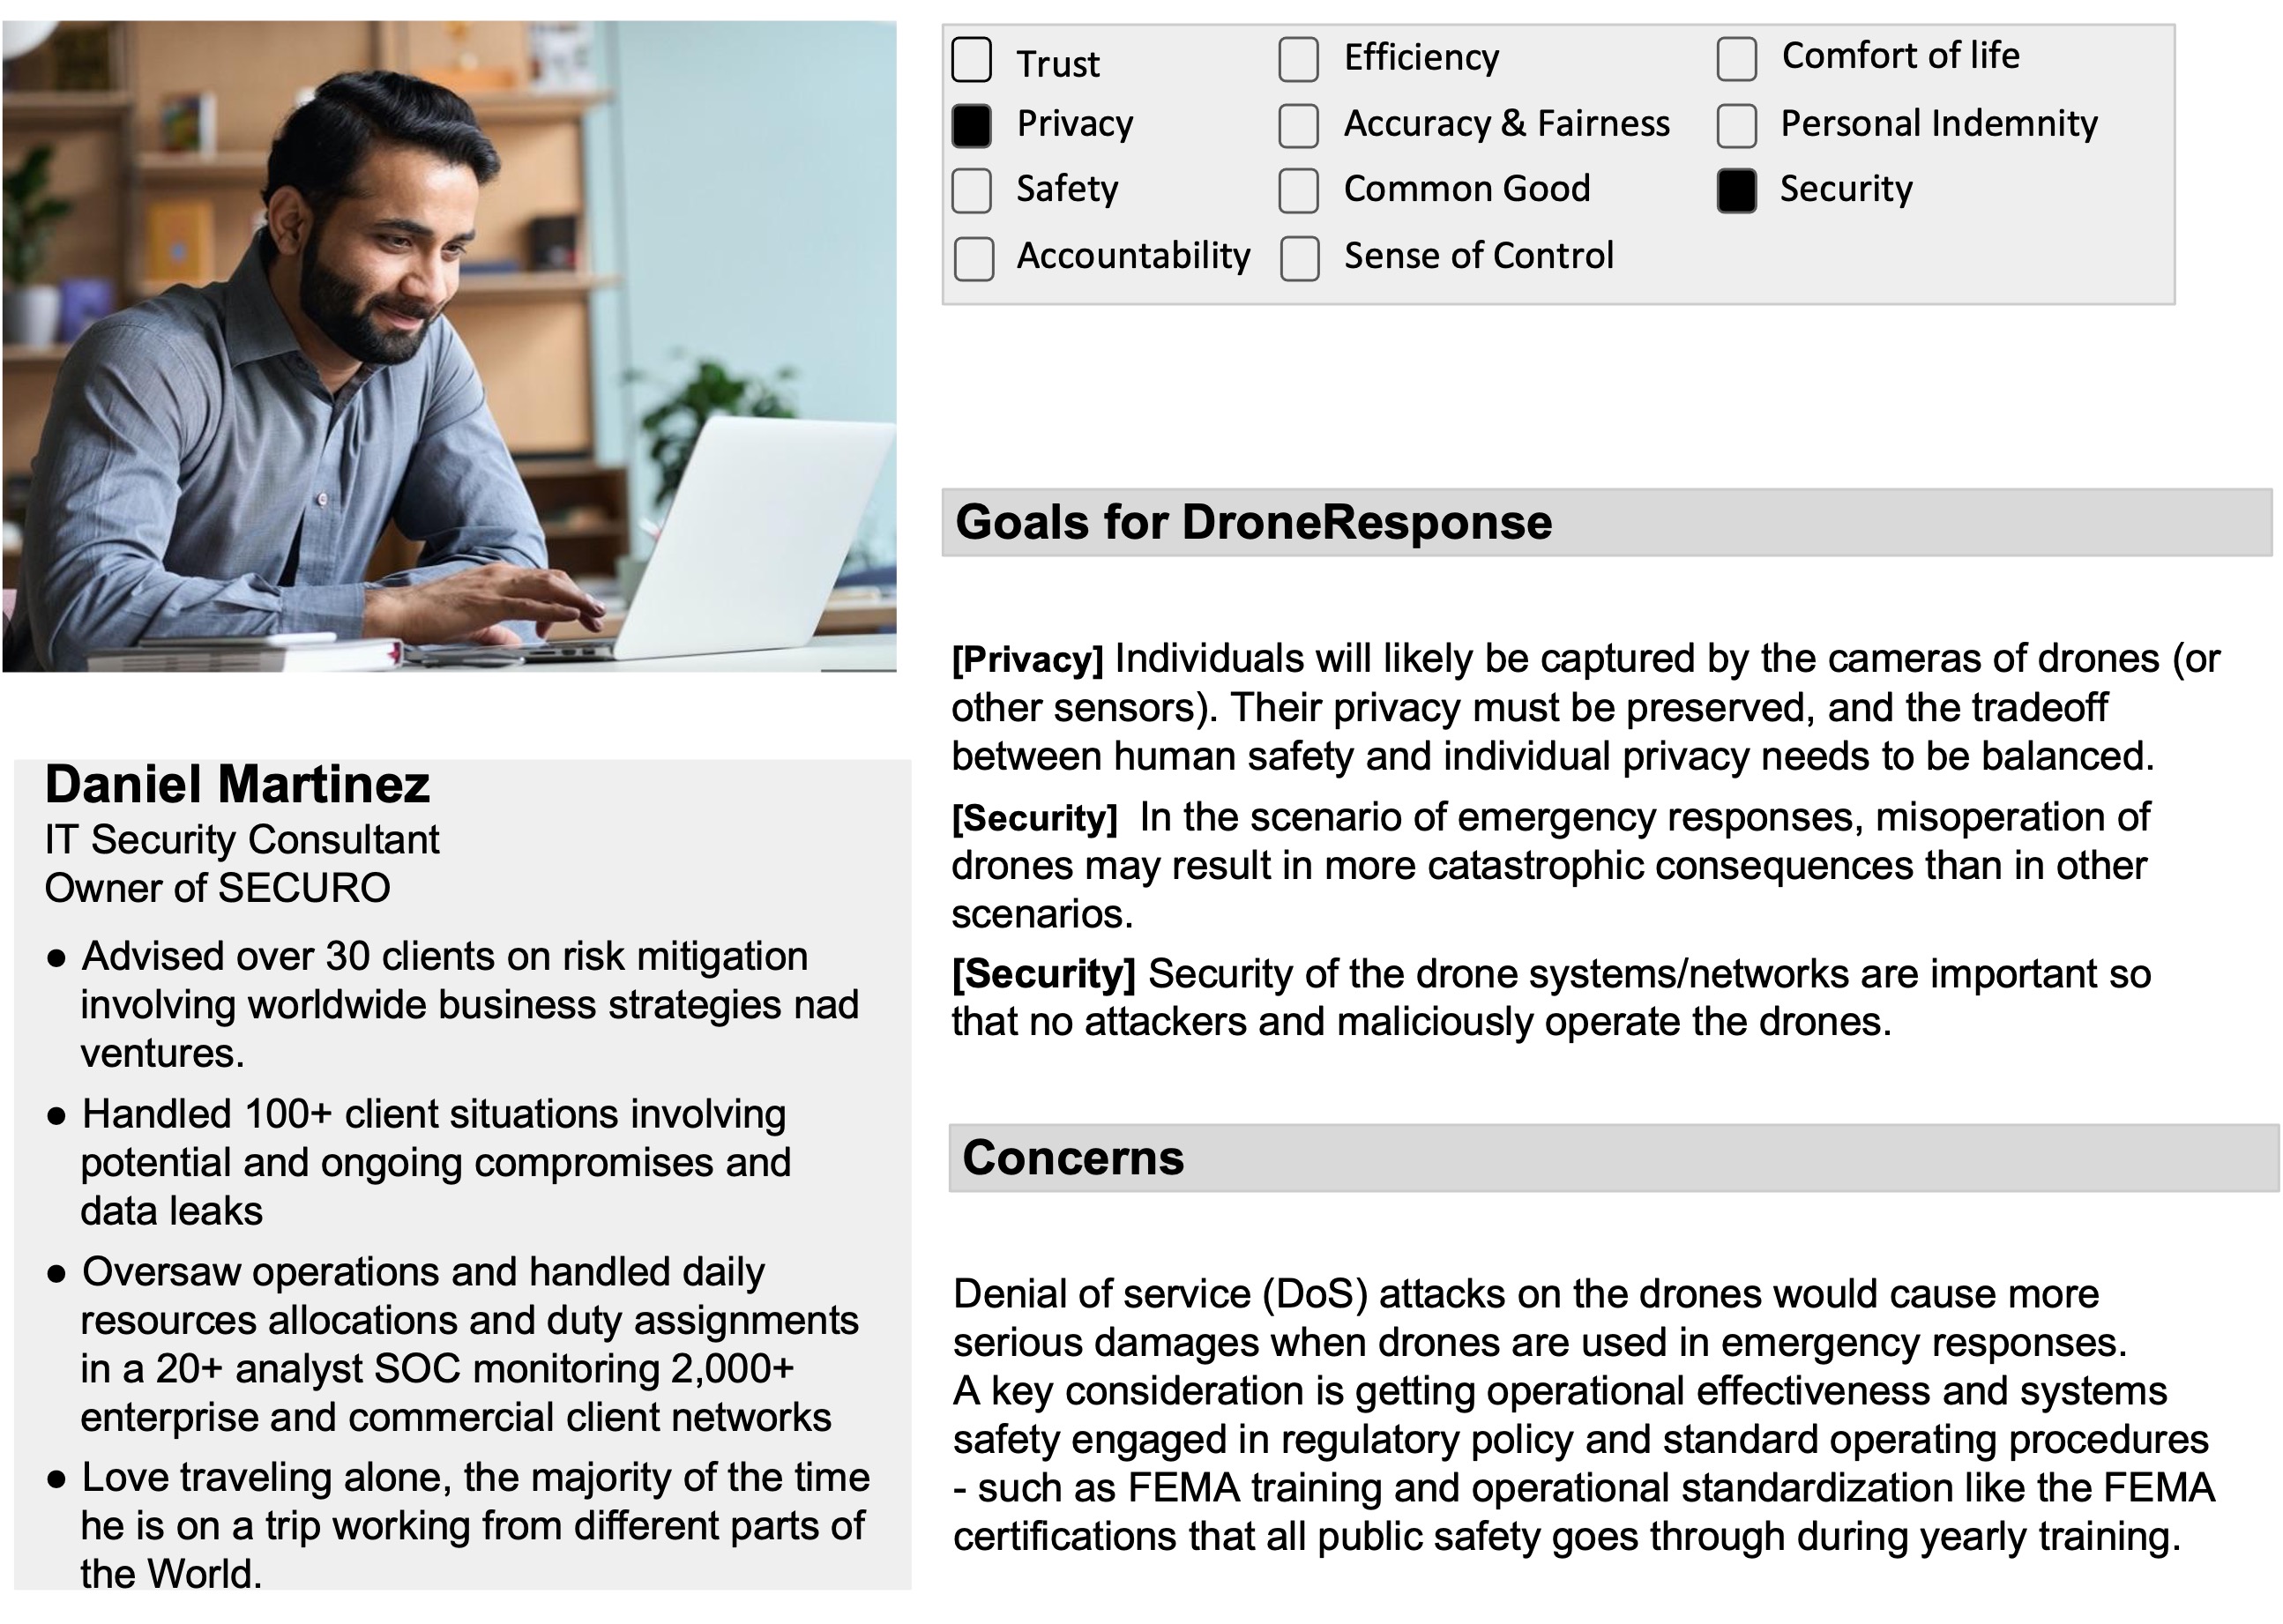 Trust
Privacy
Safety
Accountability
Efficiency
Accuracy & Fairness
Common Good
Sense of Control
Comfort of life
Personal Indemnity
Security
Daniel Martinez
IT Security Consultant
Owner of SECURO
● Advised over 30 clients on risk mitigation
involving worldwide business strategies nad
ventures.
● Handled 100+ client situations involving
potential and ongoing compromises and
data leaks
● Oversaw operations and handled daily
resources allocations and duty assignments
in a 20+ analyst SOC monitoring 2,000+
enterprise and commercial client networks
● Love traveling alone, the majority of the time
he is on a trip working from different parts of
the World.
Goals for DroneResponse
[Privacy] Individuals will likely be captured by the cameras of drones (or
other sensors). Their privacy must be preserved, and the tradeoff
between human safety and individual privacy needs to be balanced.
[Security]  In the scenario of emergency responses, misoperation of
drones may result in more catastrophic consequences than in other
scenarios.
[Security] Security of the drone systems/networks are important so
that no attackers and maliciously operate the drones.
Concerns
Denial of service (DoS) attacks on the drones would cause more
serious damages when drones are used in emergency responses.
A key consideration is getting operational effectiveness and systems
safety engaged in regulatory policy and standard operating procedures
- such as FEMA training and operational standardization like the FEMA
certifications that all public safety goes through during yearly training.